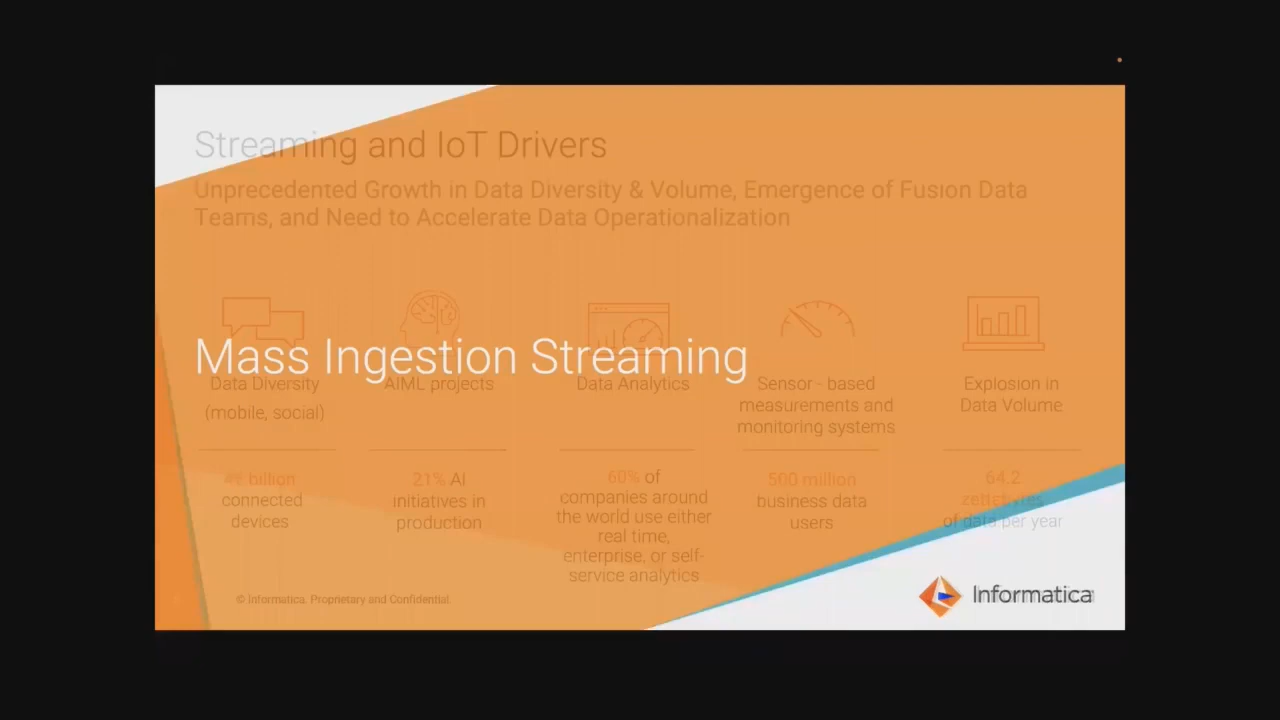 Streaming and IoT Drivers
Unprecedented Growth in Data Diversity & Volume, Emergence of Fusion Data
Teams, and Need to Accelerate Data Operationalization
Mass Ingestion Streaming
Data Diversity
(mobile, social)
AIML projects
Data Analytics
Sensor - based
measurements and
monitoring systems
Explosion in
Data Volume
billion
connected
devices
21% AI
initiatives in
production
60% of
companies around
the world use either
real time,
enterprise, or self-
service analytics
500 million
business data
users
64.2
zettabytes
of data per year
© Informatica. Proprietary and Confidential.
Informatica